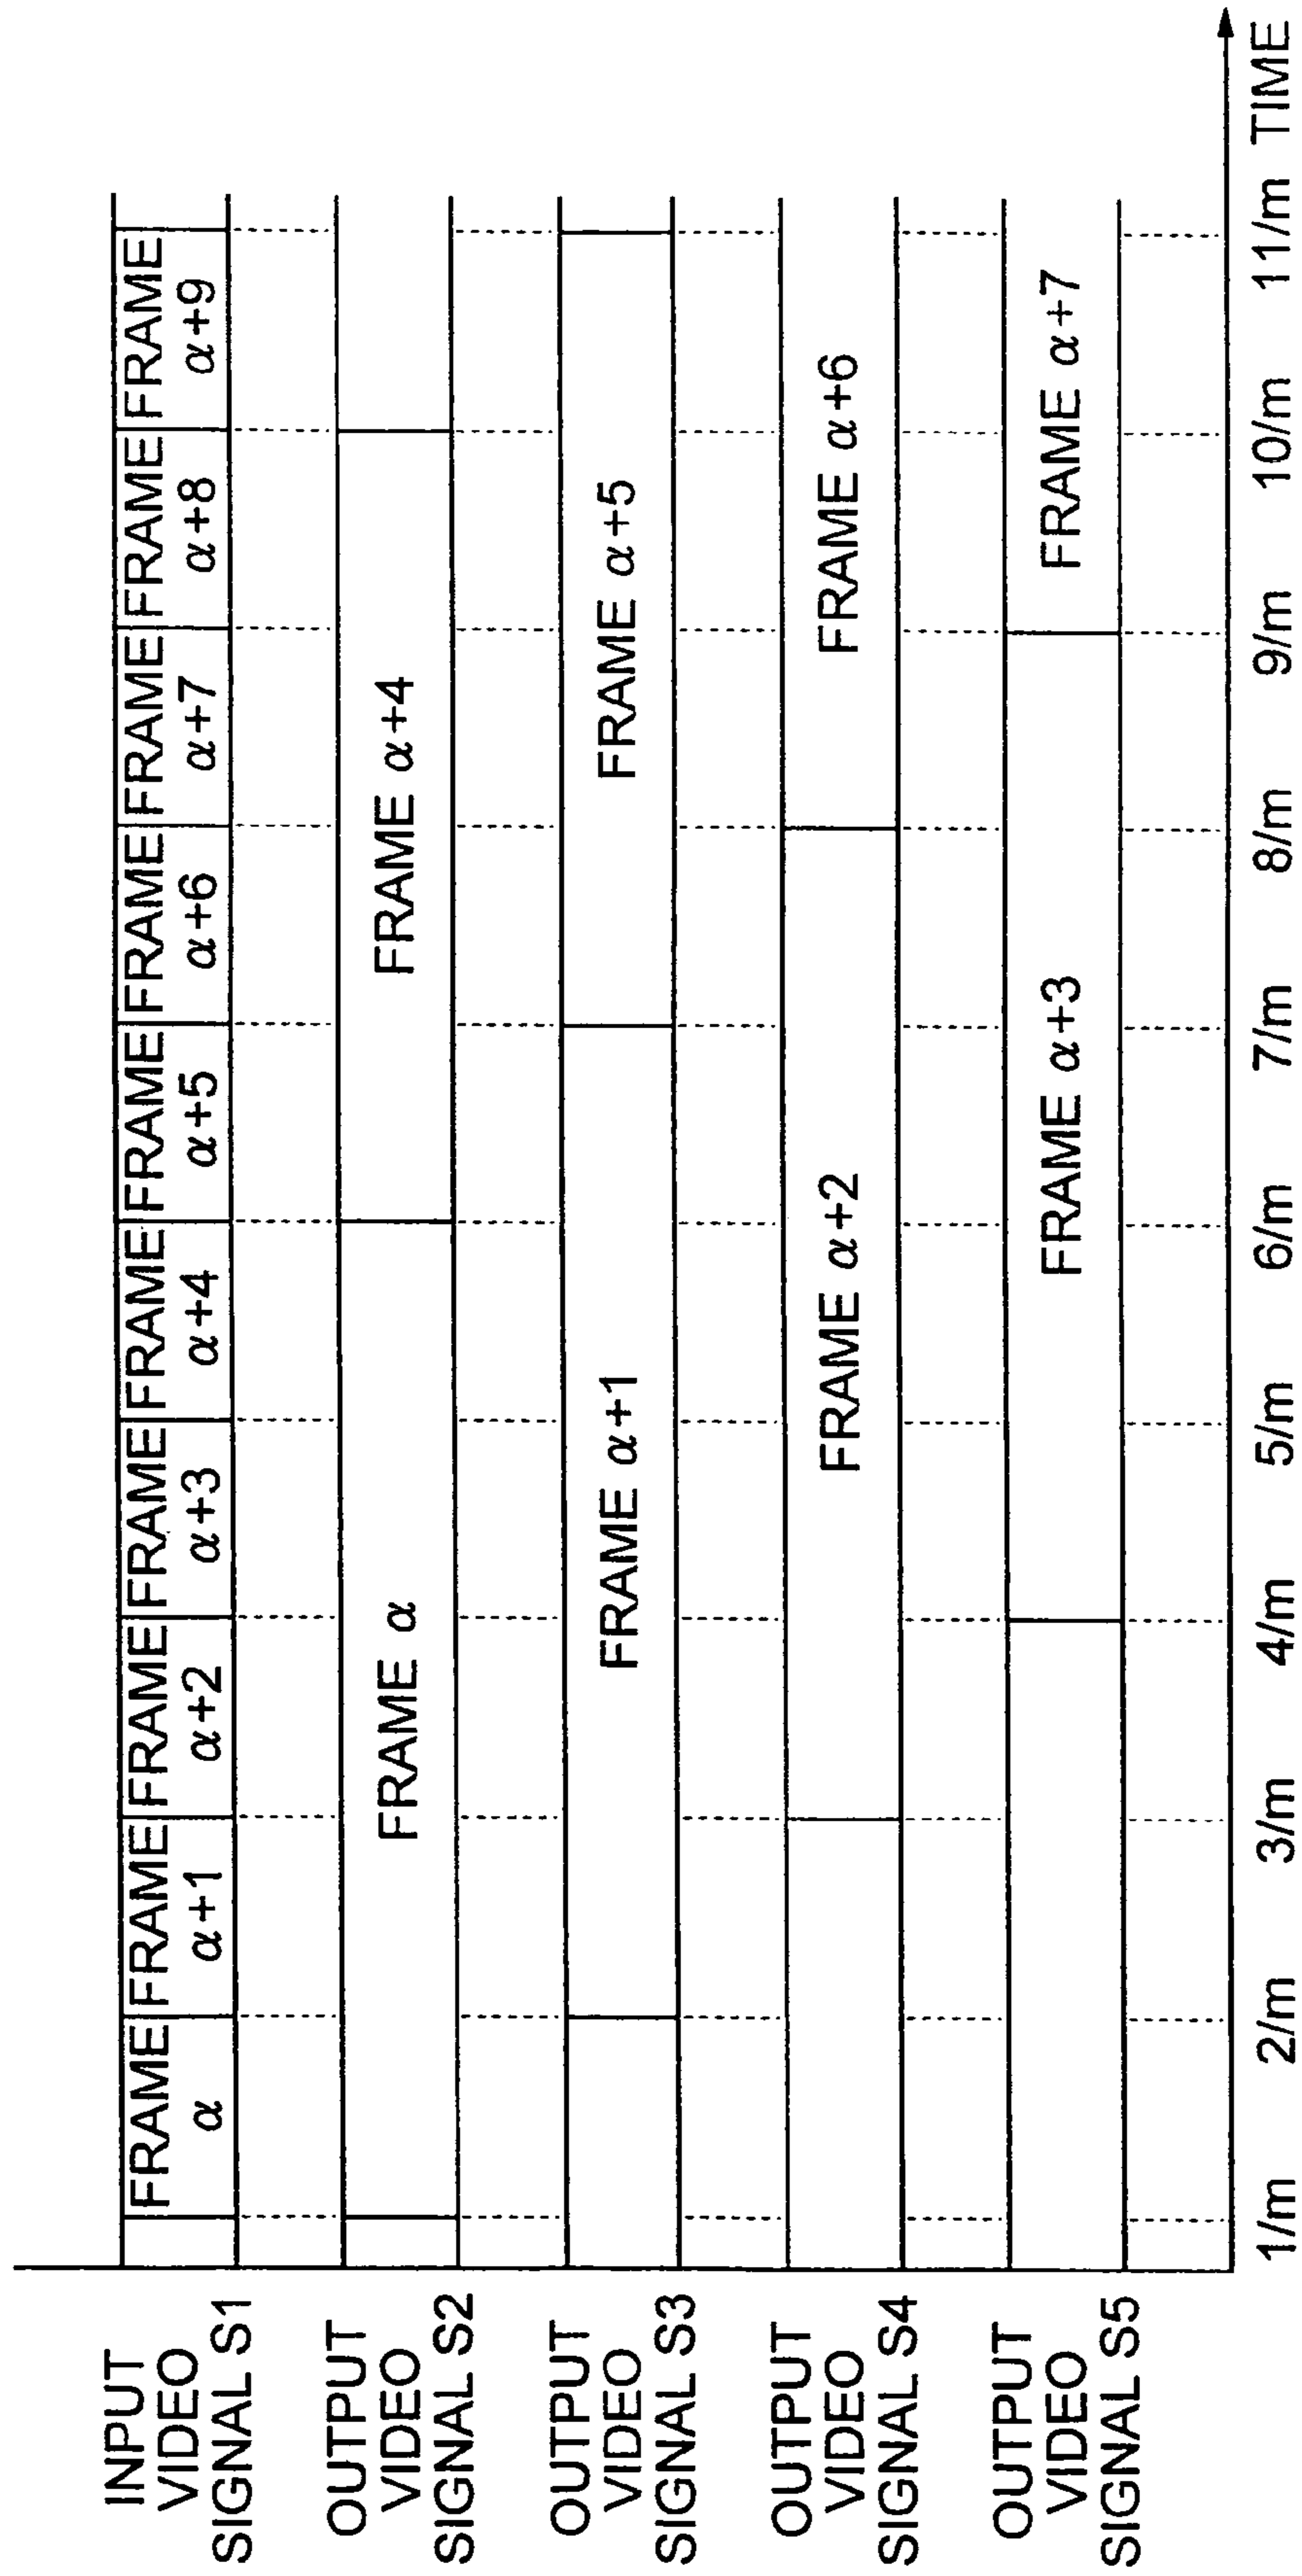 INPUT
VIDEO
SIGNAL S1
FRAME
α
FRAME
α+1
FRAME
α+2
FRAME
α+3
FRAME
α+4
FRAME
α+5
FRAME
α+6
FRAME
α+7
FRAME
α+8
FRAME
α+9
OUTPUT
VIDEO
SIGNAL S2
FRAME α
FRAME α+4
OUTPUT
VIDEO
SIGNAL S3
FRAME α+1
FRAME α+5
OUTPUT
VIDEO
SIGNAL S4
FRAME α+2
FRAME α+6
OUTPUT
VIDEO
SIGNAL S5
FRAME α+3
FRAME α+7
1/m 2/m 3/m 4/m 5/m 6/m 7/m 8/m 9/m 10/m 11/m TIME